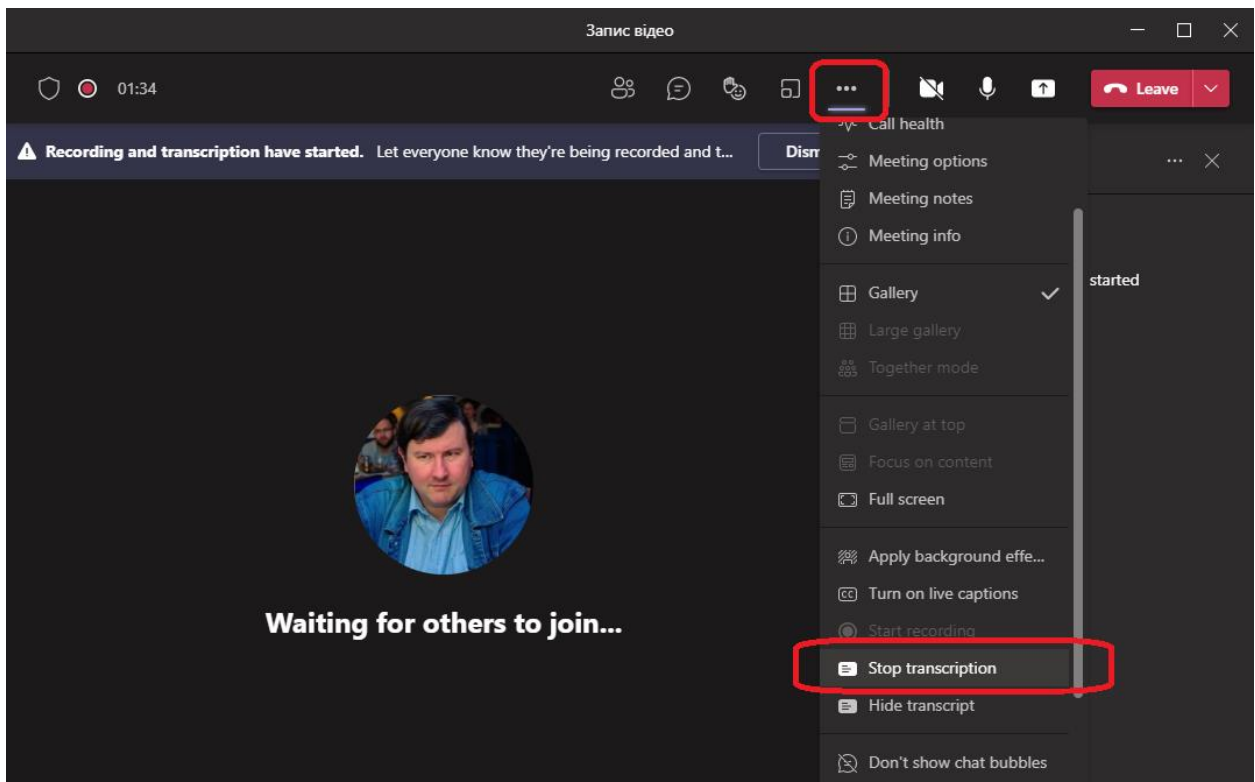 Запис відео
01:34
Leave
Recording and transcription have started. Let everyone know they're being recorded and t...
Call health
Meeting options
Meeting notes
Meeting info
started
Gallery
Large gallery
Together mode
Gallery at top
Focus on content
Full screen
Apply background effe...
CC Turn on live captions
Start recording
Stop transcription
Hide transcript
Don't show chat bubbles
Waiting for others to join...